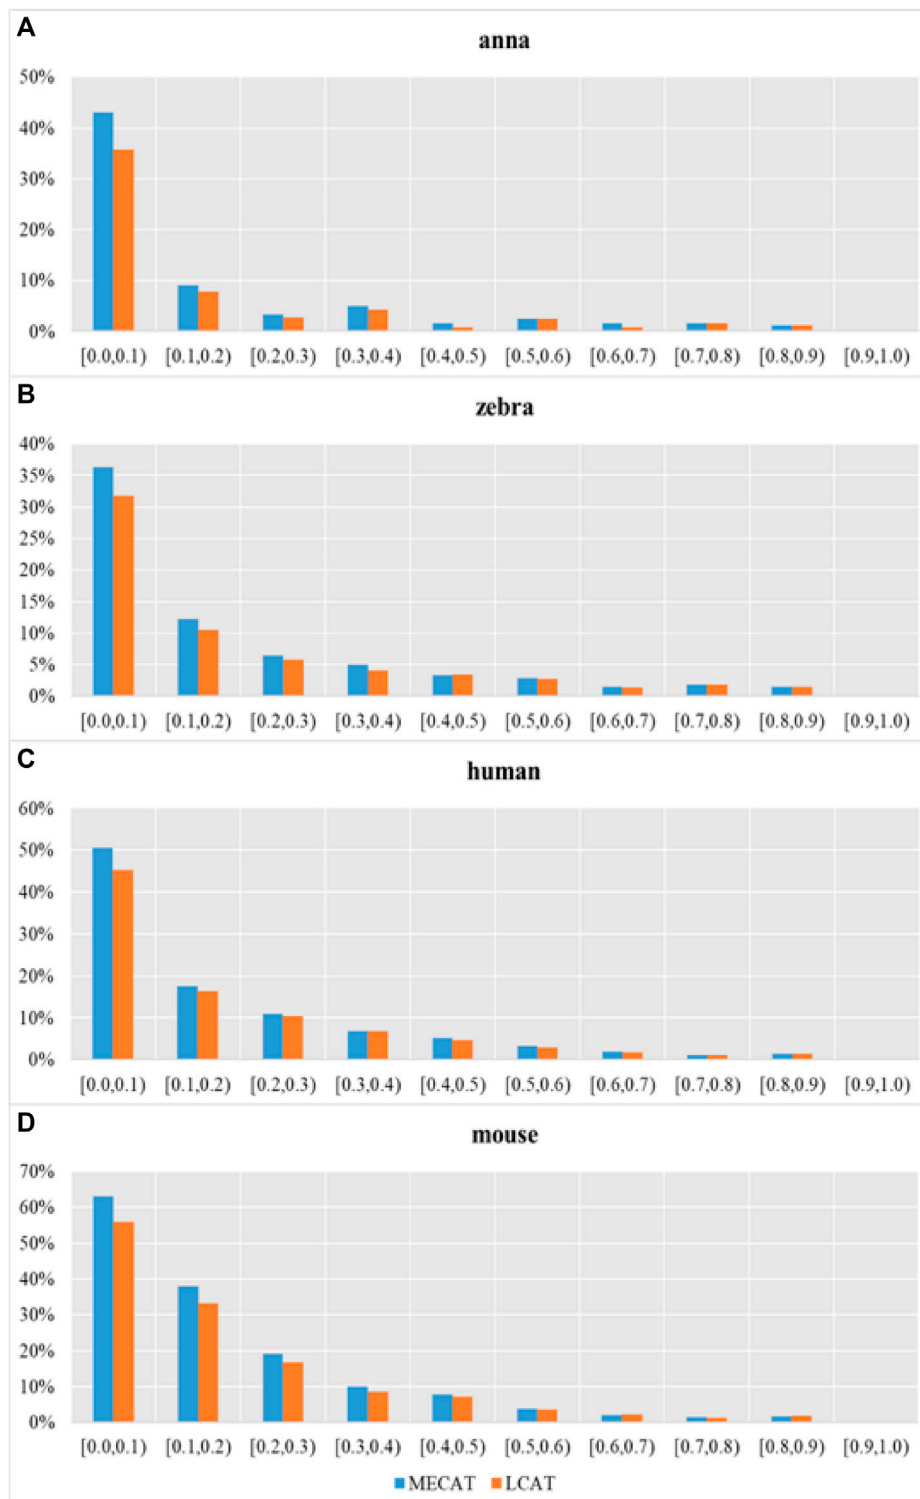 A
anna
50%
40%
30%
20%
10%
0%
[0.0,0.1) [0.1,0.2) [0.2,0.3) [0.3,0.4) [0.4,0.5) [0.5,0.6) [0.6,0.7) [0.7,0.8) [0.8,0.9) [0.9,1.0)
B
zebra
40%
35%
30%
25%
20%
15%
10%
5%
0%
[0.0,0.1) [0.1,0.2) [0.2,0.3) [0.3,0.4) [0.4,0.5) [0.5,0.6) [0.6,0.7) [0.7,0.8) [0.8,0.9) [0.9,1.0)
C
human
60%
50%
40%
30%
20%
10%
0%
[0.0,0.1) [0.1,0.2) [0.2,0.3) [0.3,0.4) [0.4,0.5) [0.5,0.6) [0.6,0.7) [0.7,0.8) [0.8,0.9) [0.9,1.0)
D
mouse
70%
60%
50%
40%
30%
20%
10%
0%
[0.0,0.1) [0.1,0.2) [0.2,0.3) [0.3,0.4) [0.4,0.5) [0.5,0.6) [0.6,0.7) [0.7,0.8) [0.8,0.9) [0.9,1.0)
MECAT LCAT